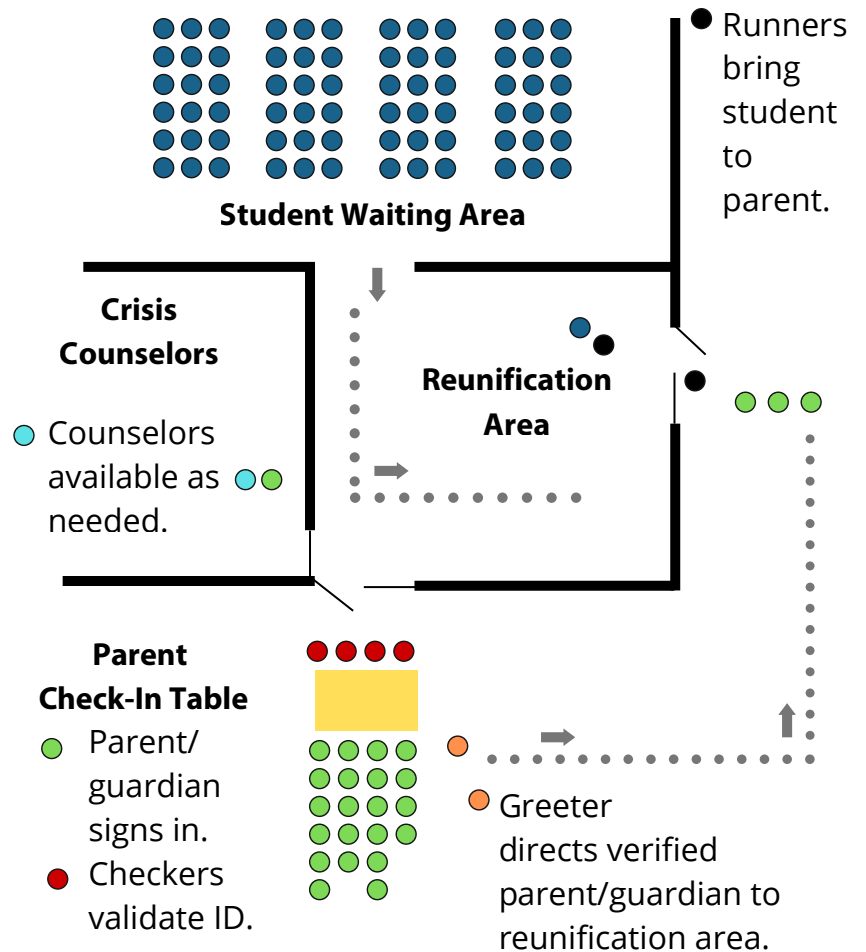 Runners
bring
student
to
parent.
Student Waiting Area
Crisis
Counselors
Counselors
available as
needed.
Reunification
Area
Parent
Check-In Table
Parent/
guardian
signs in.
Checkers
validate ID.
Greeter
directs verified
parent/guardian to
reunification area.